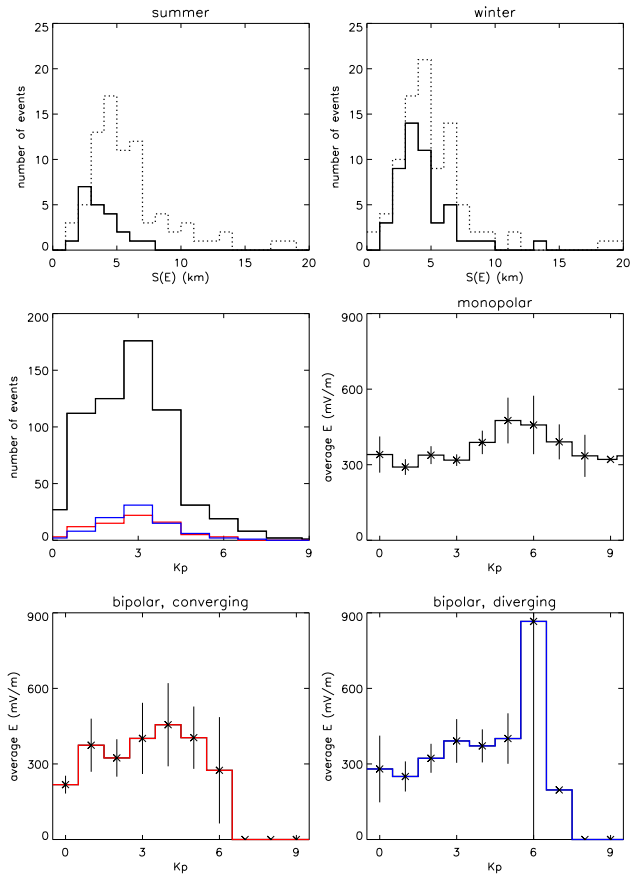 summer
winter
25
20
15
10
5
0
number of events
0 5 10 15 20
S(E) (km)
25
20
15
10
5
0
number of events
0 5 10 15 20
S(E) (km)
200
150
100
50
0
number of events
0 3 6 9
Kp
monopolar
900
600
300
0
average E (mV/m)
0 3 6 9
Kp
bipolar, converging
900
600
300
0
average E (mV/m)
0 3 6 9
Kp
bipolar, diverging
900
600
300
0
average E (mV/m)
0 3 6 9
Kp